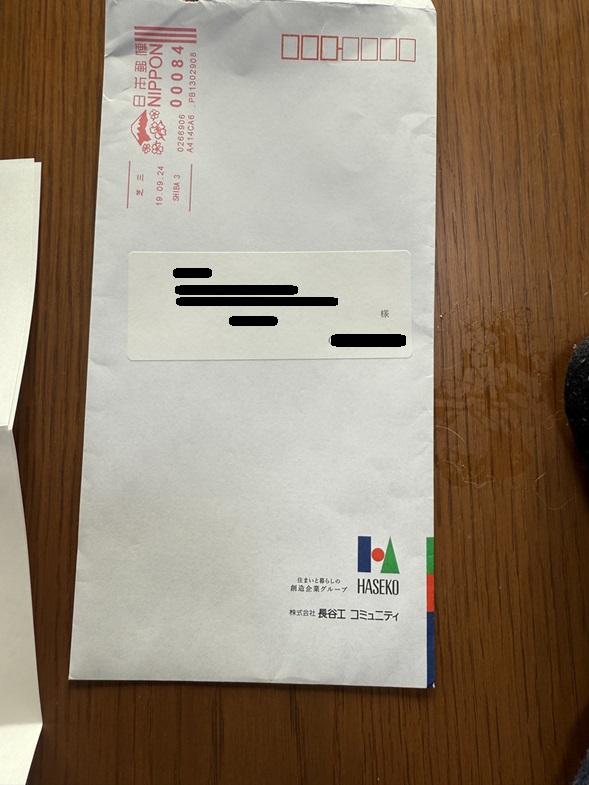 日本郵便
NIPPON
00084
0266906
A414CA6 PB1302908
芝 三
19.09.24
SHIBA 3
様
住まいと暮らしの
創造企業グループ
HASEKO
株式会社 長谷工 コミュニティ